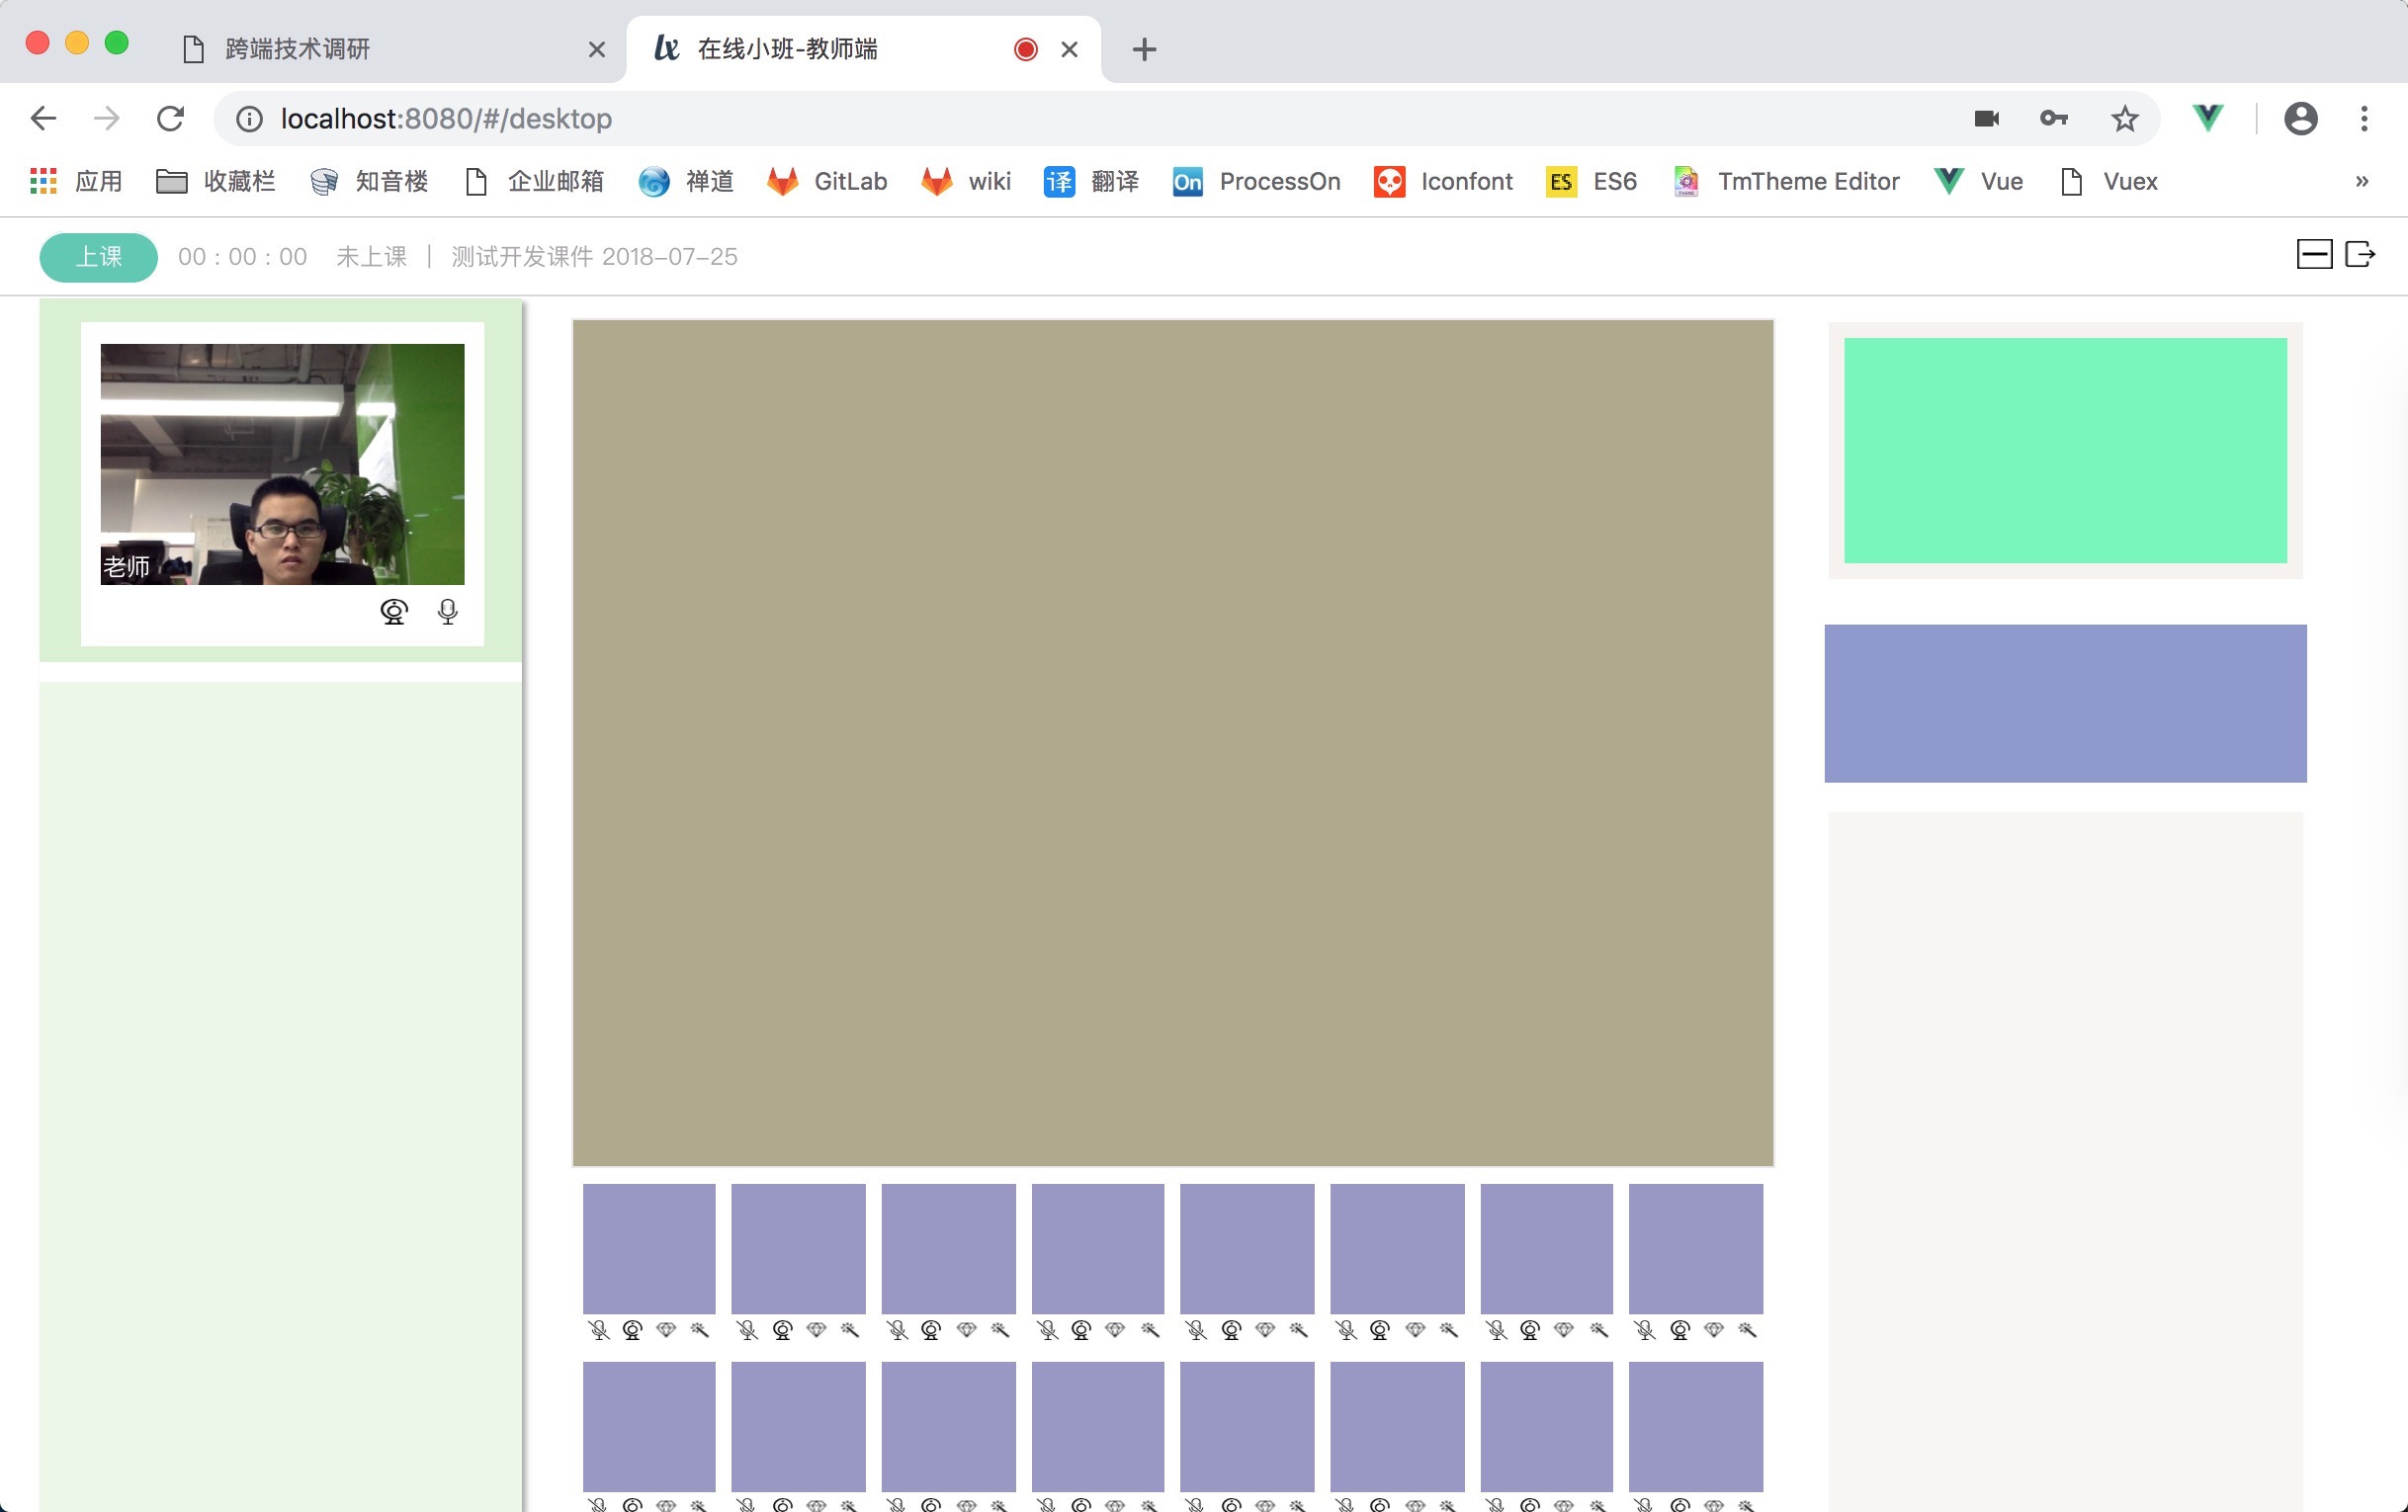 跨端技术调研
lx 在线小班-教师端
localhost:8080/#/desktop
应用 收藏栏 知音楼 企业邮箱 禅道 GitLab wiki 译 翻译 On ProcessOn Iconfont ES ES6 TmTheme Editor Vue Vuex »
上课 00 : 00 : 00 未上课 | 测试开发课件 2018-07-25
老师